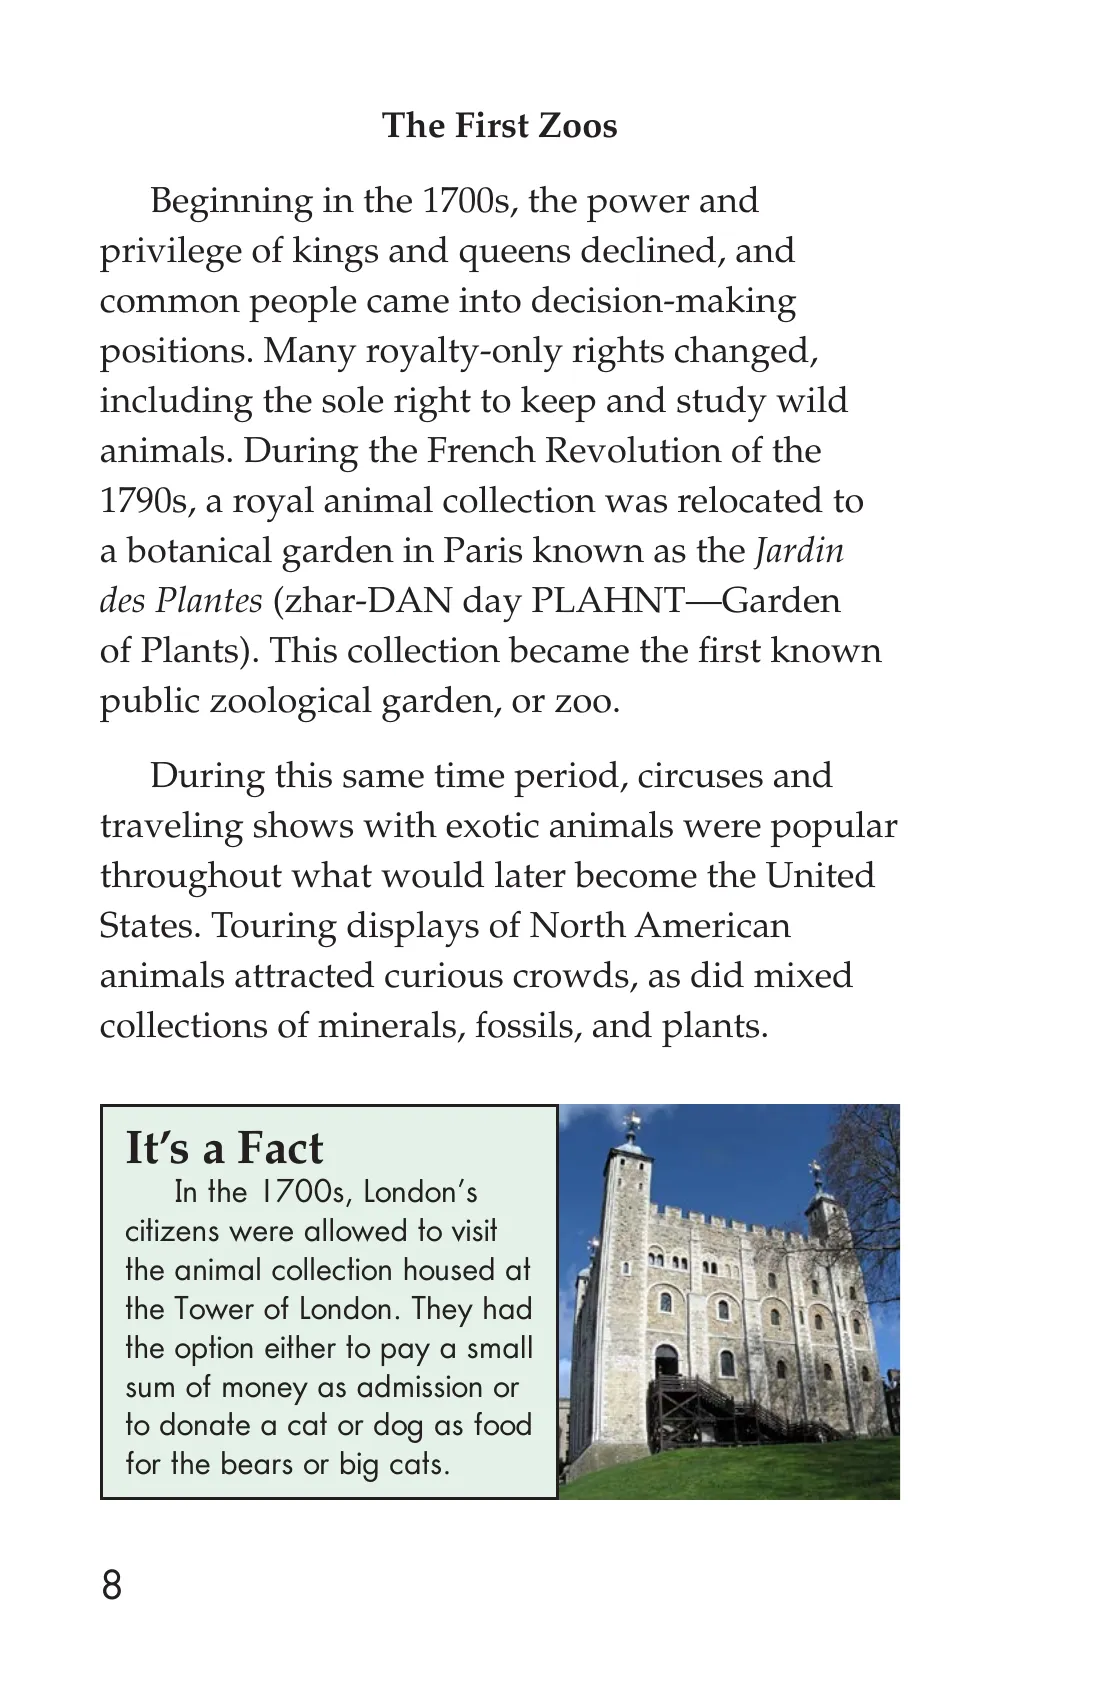 The First Zoos
Beginning in the 1700s, the power and
privilege of kings and queens declined, and
common people came into decision-making
positions. Many royalty-only rights changed,
including the sole right to keep and study wild
animals. During the French Revolution of the
1790s, a royal animal collection was relocated to
a botanical garden in Paris known as the Jardin
des Plantes (zhar-DAN day PLAHNT—Garden
of Plants). This collection became the first known
public zoological garden, or zoo.
During this same time period, circuses and
traveling shows with exotic animals were popular
throughout what would later become the United
States. Touring displays of North American
animals attracted curious crowds, as did mixed
collections of minerals, fossils, and plants.
It’s a Fact
In the 1700s, London’s
citizens were allowed to visit
the animal collection housed at
the Tower of London. They had
the option either to pay a small
sum of money as admission or
to donate a cat or dog as food
for the bears or big cats.
8